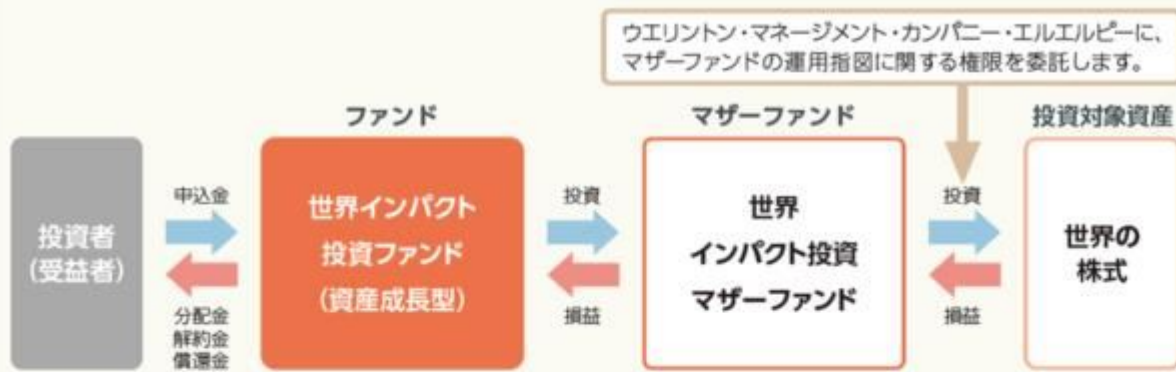 ウエリントン・マネージメント・カンパニー・エルエルピーに、
マザーファンドの運用指図に関する権限を委託します。
ファンド
マザーファンド
投資対象資産
投資者
(受益者)
申込金
分配金
解約金
償還金
世界インパクト
投資ファンド
(資産成長型)
投資
損益
世界
インパクト投資
マザーファンド
投資
損益
世界の
株式